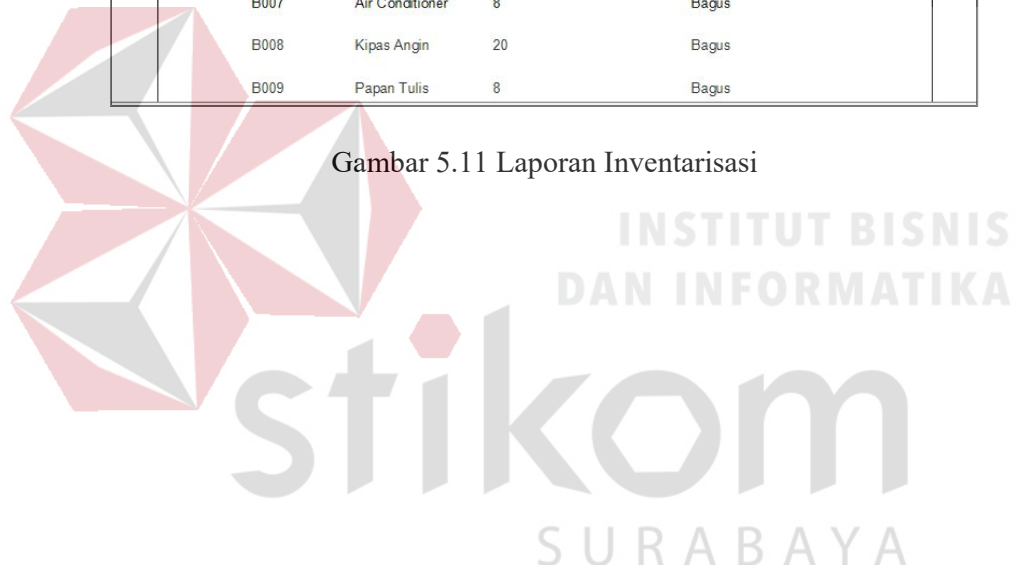 B007 Air Conditioner 8 Bagus
B008 Kipas Angin 20 Bagus
B009 Papan Tulis 8 Bagus
Gambar 5.11 Laporan Inventarisasi
INSTITUT BISNIS
DAN INFORMATIKA
stikom
SURABAYA